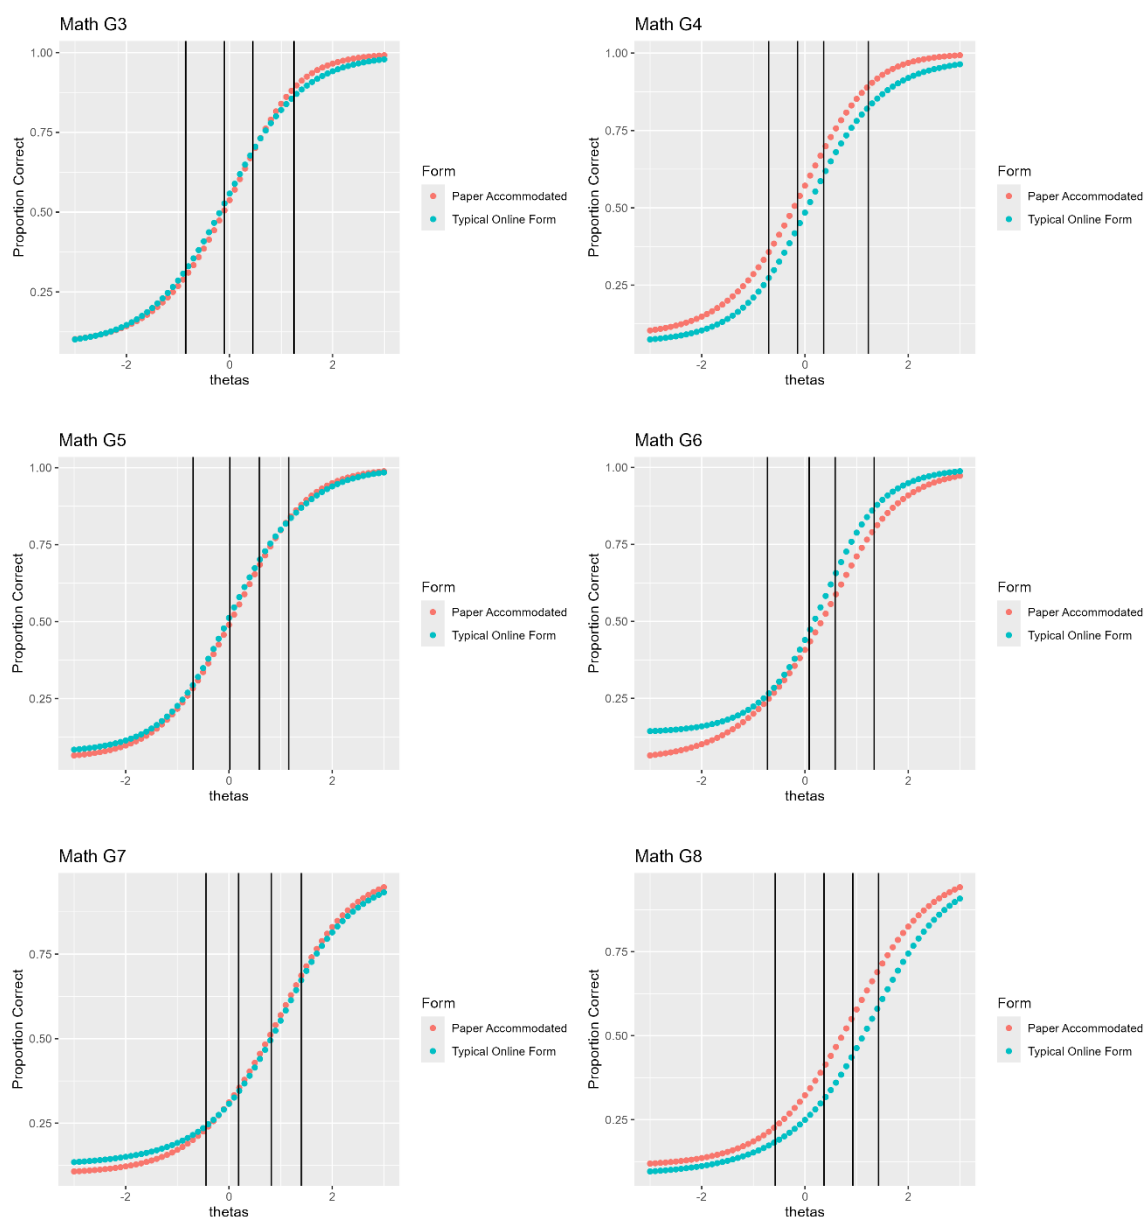 Math G3
1.00
0.75
0.50
0.25
Proportion Correct
-2
0
2
thetas
Form
Paper Accommodated
Typical Online Form
Math G4
1.00
0.75
0.50
0.25
Proportion Correct
-2
0
2
thetas
Form
Paper Accommodated
Typical Online Form
Math G5
1.00
0.75
0.50
0.25
Proportion Correct
-2
0
2
thetas
Form
Paper Accommodated
Typical Online Form
Math G6
1.00
0.75
0.50
0.25
Proportion Correct
-2
0
2
thetas
Form
Paper Accommodated
Typical Online Form
Math G7
0.75
0.50
0.25
Proportion Correct
-2
0
2
thetas
Form
Paper Accommodated
Typical Online Form
Math G8
0.75
0.50
0.25
Proportion Correct
-2
0
2
thetas
Form
Paper Accommodated
Typical Online Form